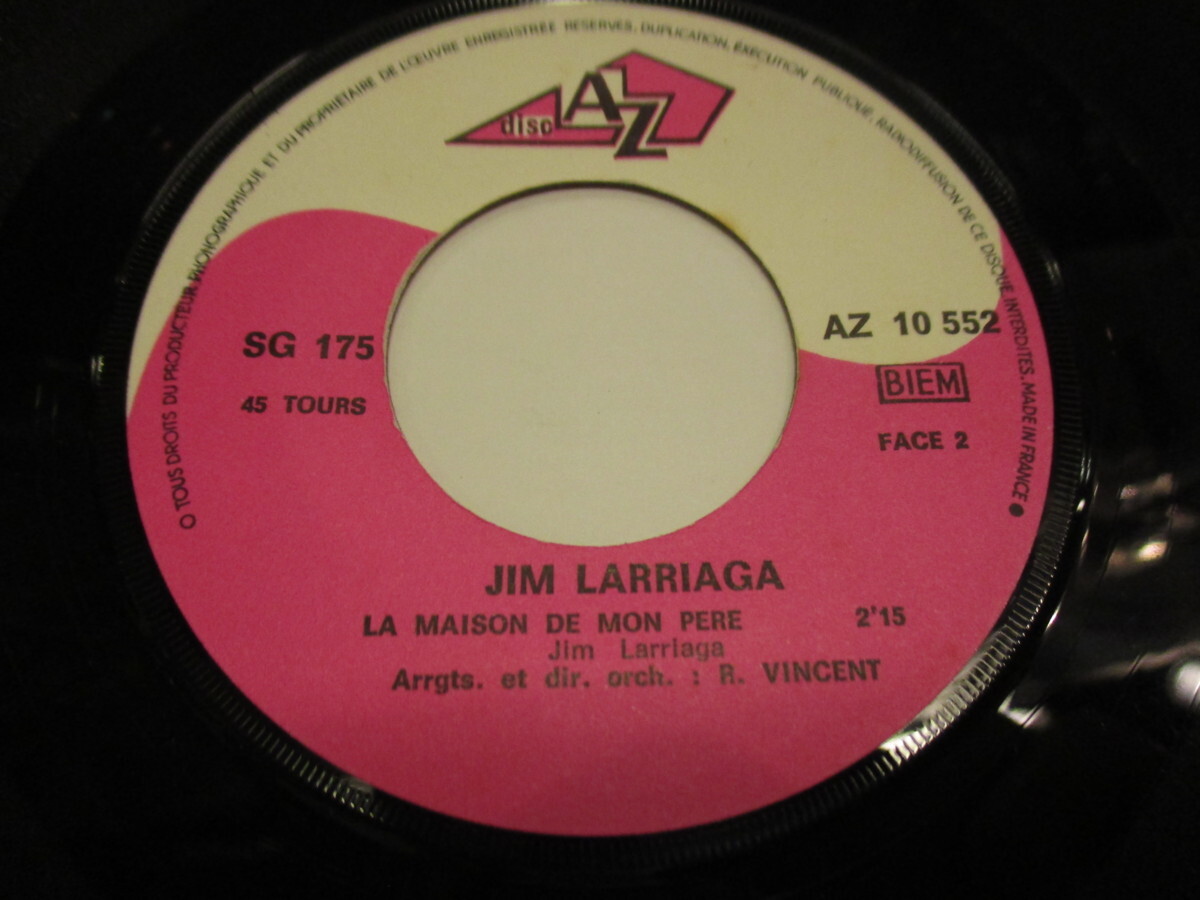 O TOUS DROITS DU PRODUCTEUR PHONOGRAPHIQUE ET DU PROPRIETAIRE DE L'ŒUVRE ENREGISTREE RESERVES. DUPLICATION, EXECUTION PUBLIQUE, RADIODIFFUSION DE CE DISQUE INTERDITES. MADE IN FRANCE ●
disc AZ
SG 175
45 TOURS
AZ 10 552
BIEM
FACE 2
JIM LARRIAGA
LA MAISON DE MON PERE 2'15
Jim Larriaga
Arrgts. et dir. orch. : R. VINCENT